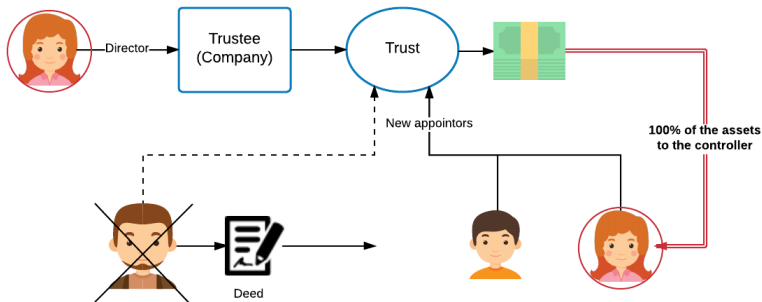 Director
Trustee
(Company)
Trust
New appointors
100% of the assets
to the controller
Deed